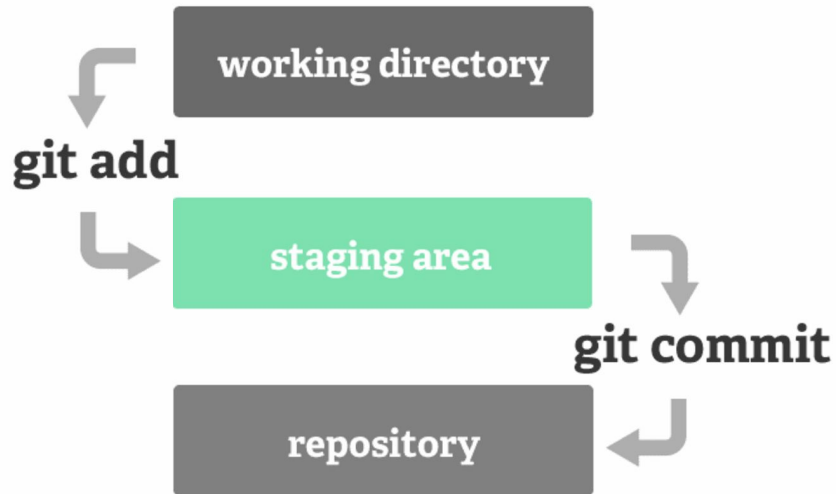 working directory
git add
staging area
git commit
repository